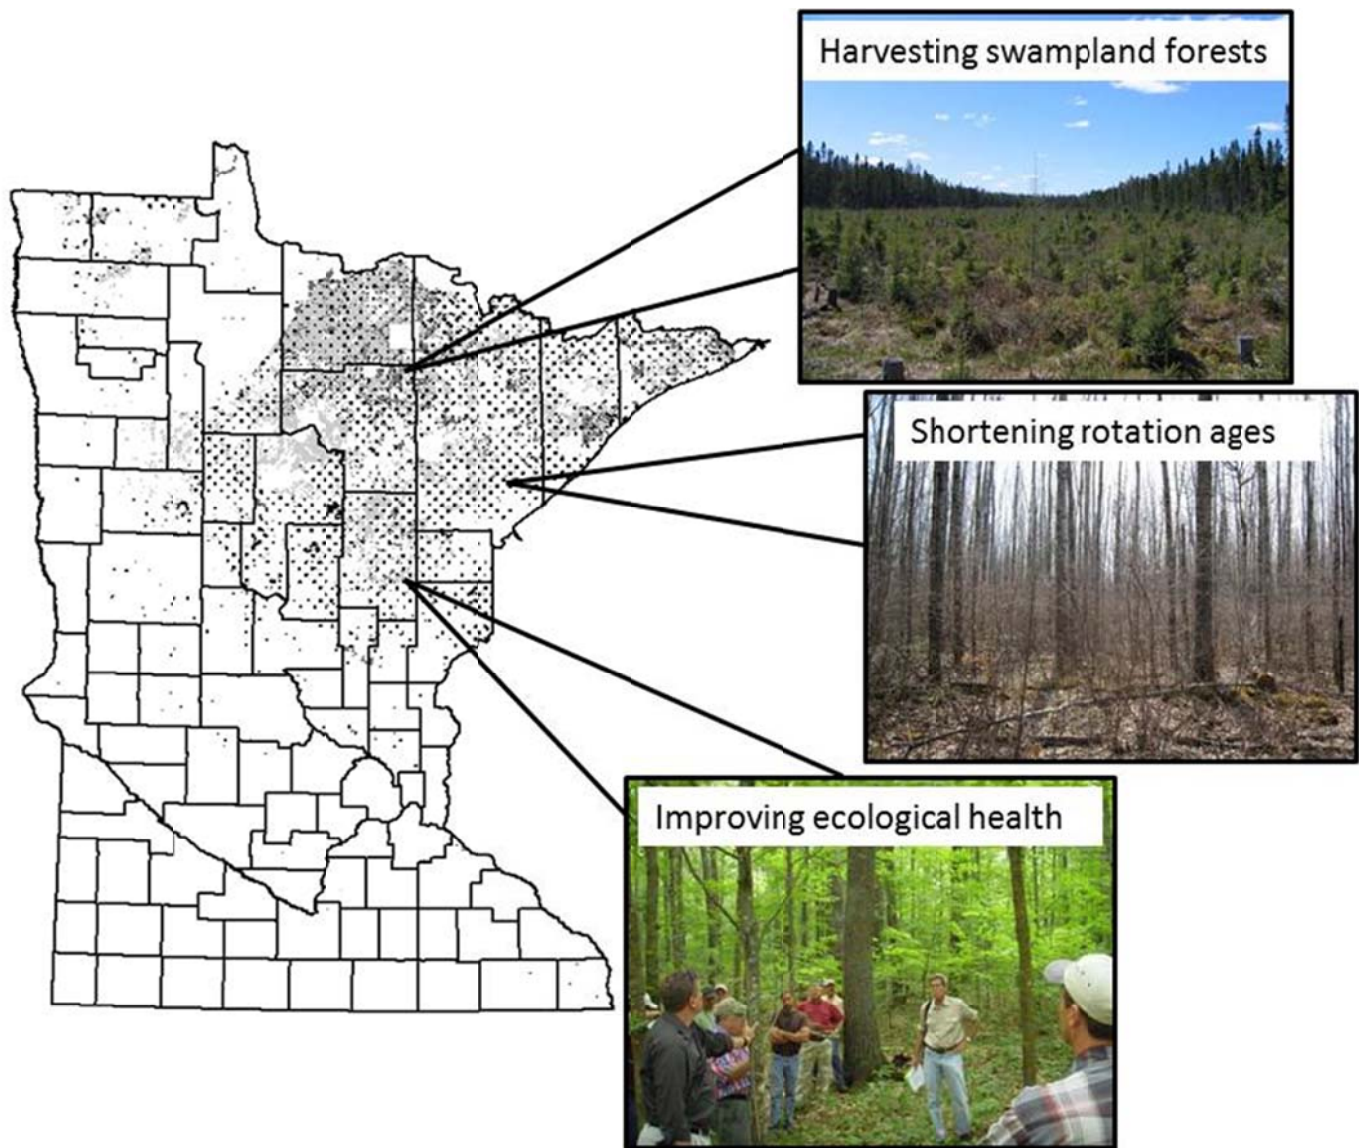 Harvesting swampland forests
Shortening rotation ages
Improving ecological health